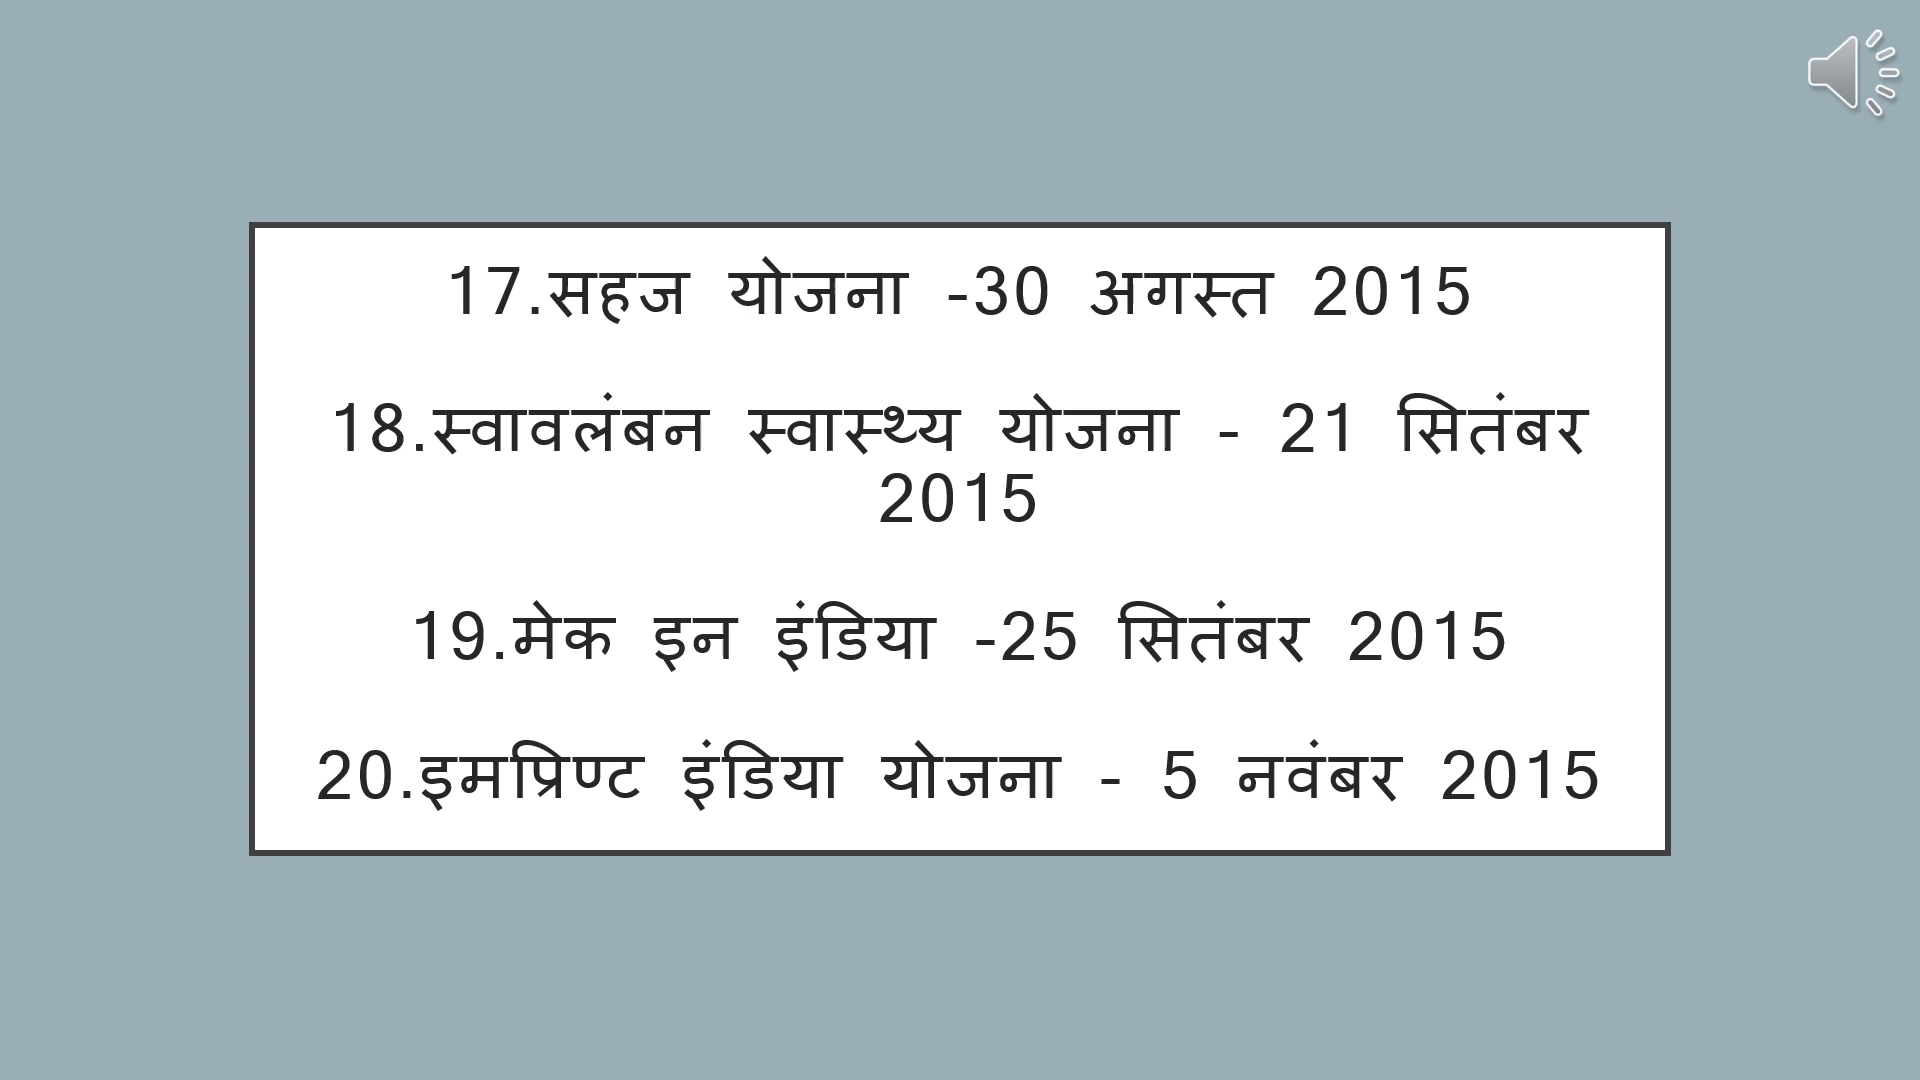 17.सहज योजना -30 अगस्त 2015
18.स्वावलंबन स्वास्थ्य योजना - 21 सितंबर
2015
19.मेक इन इंडिया -25 सितंबर 2015
20.इमप्रिण्ट इंडिया योजना - 5 नवंबर 2015